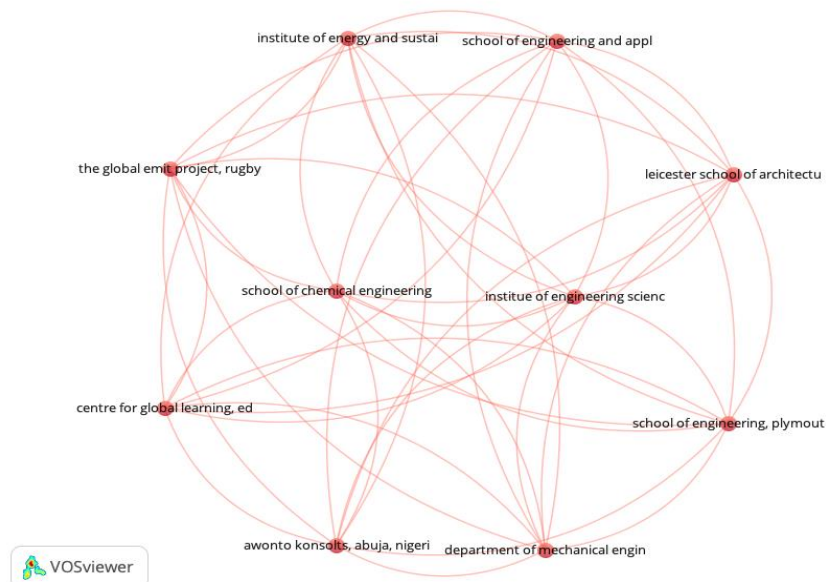 institute of energy and sustai
school of engineering and appl
the global emit project, rugby
leicester school of architectu
school of chemical engineering
institue of engineering scienc
centre for global learning, ed
school of engineering, plymout
awonto konsolts, abuja, nigeri
department of mechanical engin
VOSviewer